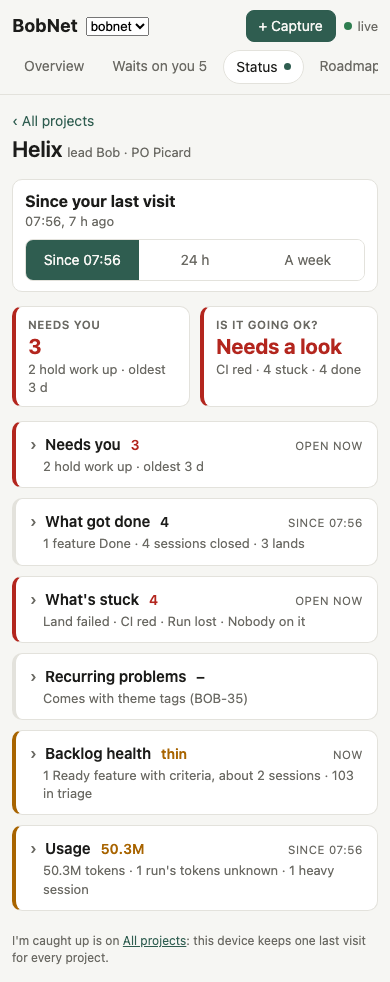 BobNet bobnet + Capture live
Overview Waits on you 5 Status Roadmap
‹ All projects
Helix lead Bob · PO Picard
Since your last visit
07:56, 7 h ago
Since 07:56 24 h A week
NEEDS YOU
3
2 hold work up · oldest
3 d
IS IT GOING OK?
Needs a look
CI red · 4 stuck · 4 done
› Needs you 3 OPEN NOW
2 hold work up · oldest 3 d
› What got done 4 SINCE 07:56
1 feature Done · 4 sessions closed · 3 lands
› What's stuck 4 OPEN NOW
Land failed · CI red · Run lost · Nobody on it
› Recurring problems –
Comes with theme tags (BOB-35)
› Backlog health thin NOW
1 Ready feature with criteria, about 2 sessions · 103
in triage
› Usage 50.3M SINCE 07:56
50.3M tokens · 1 run's tokens unknown · 1 heavy
session
I'm caught up is on All projects: this device keeps one last visit
for every project.